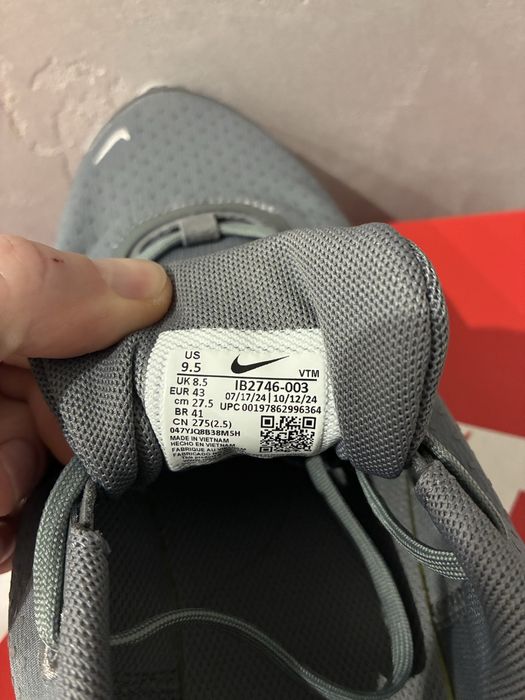 US
9.5
VTM
UK 8.5
IB2746-003
EUR 43
07/17/24 | 10/12/24
cm 27.5
UPC 00197862996364
BR 41
CN 275(2.5)
047YJQ8B38M5H
MADE IN VIETNAM
HECHO EN VIETNAM
FABRIQUE AU VIETNAM